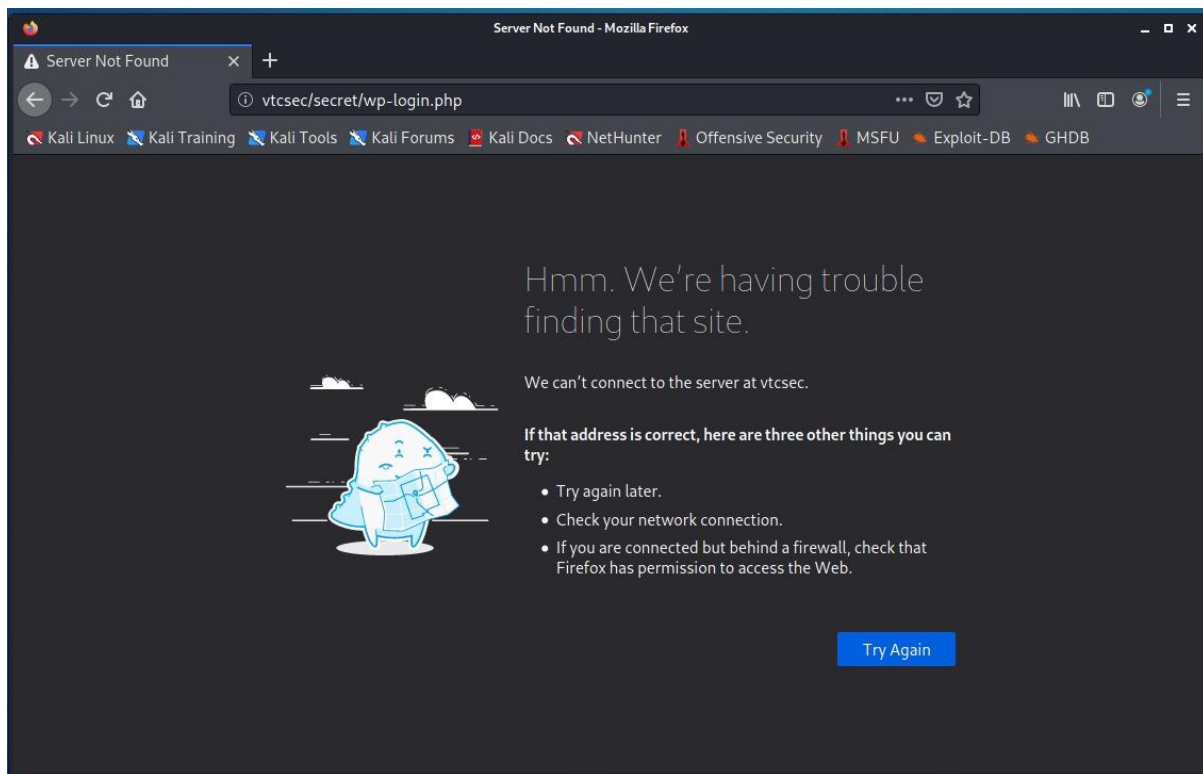 Server Not Found - Mozilla Firefox
Server Not Found
vtcsec/secret/wp-login.php
Kali Linux Kali Training Kali Tools Kali Forums Kali Docs NetHunter Offensive Security MSFU Exploit-DB GHDB
Hmm. We're having trouble
finding that site.
We can't connect to the server at vtcsec.
If that address is correct, here are three other things you can
try:
Try again later.
Check your network connection.
If you are connected but behind a firewall, check that
Firefox has permission to access the Web.
Try Again